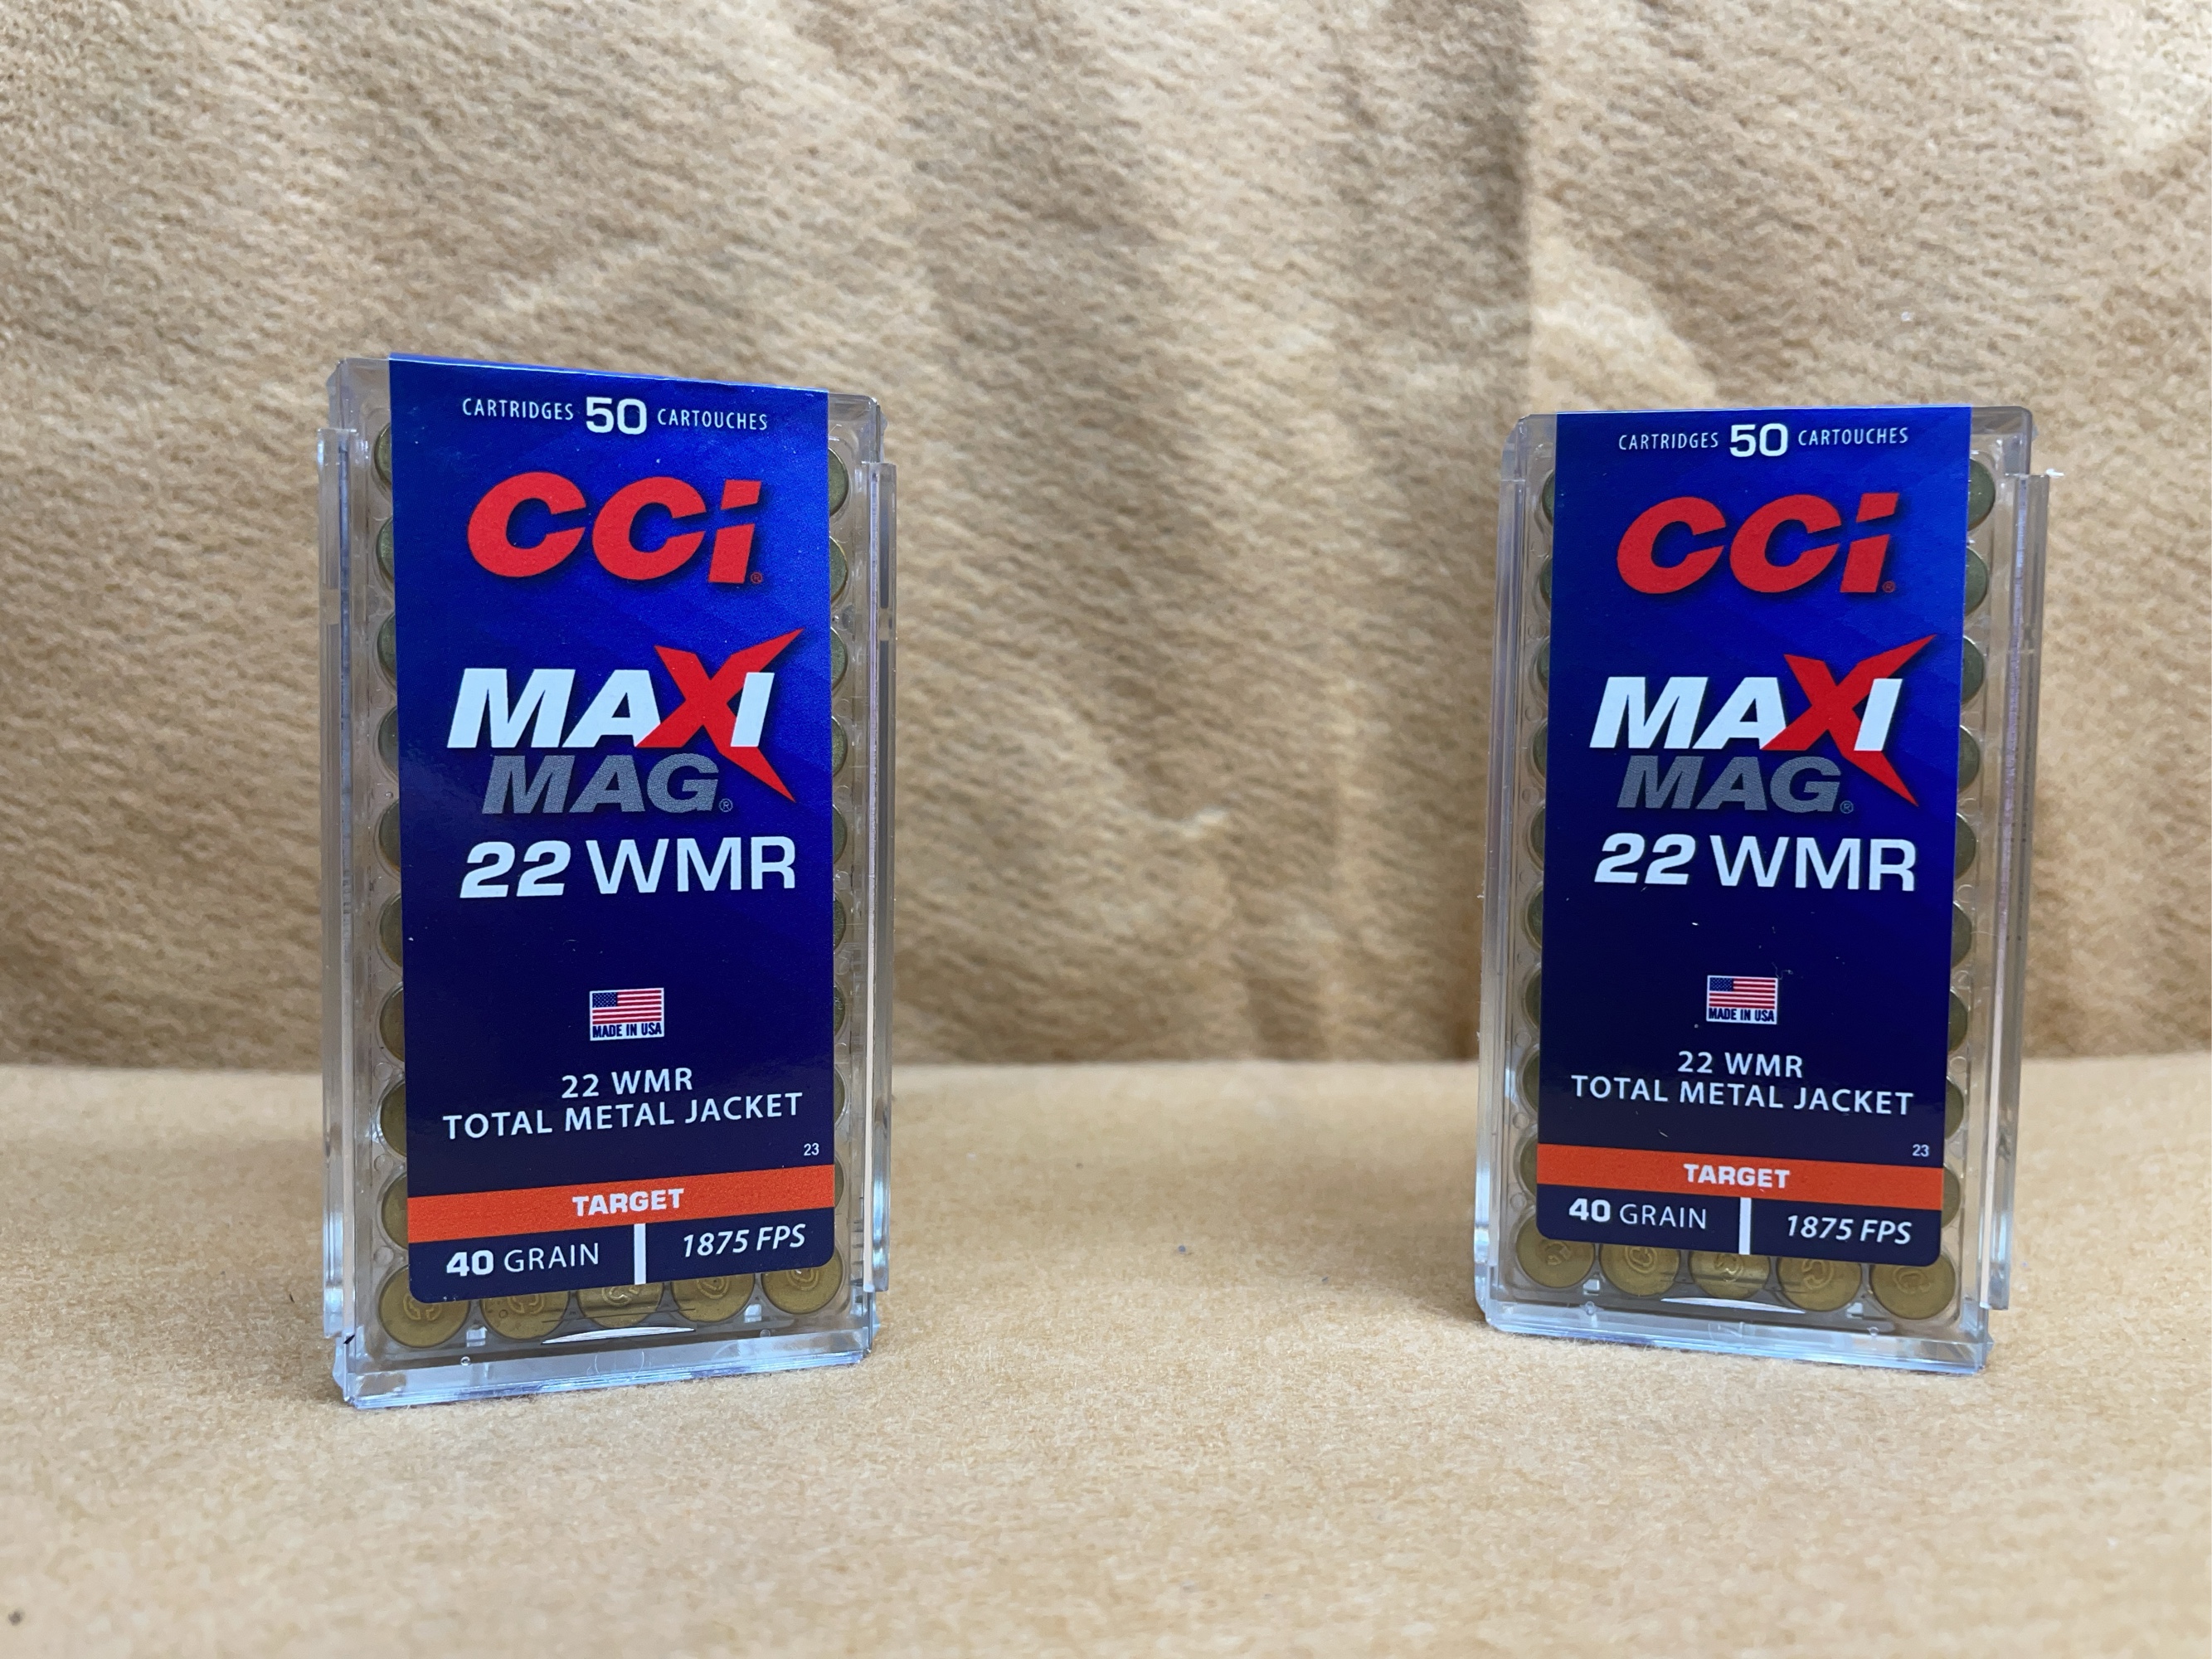 CARTRIDGES 50 CARTOUCHES
CCi®
MAXI
MAG®
22 WMR
MADE IN USA
22 WMR
TOTAL METAL JACKET
23
TARGET
40 GRAIN 1875 FPS
CARTRIDGES 50 CARTOUCHES
CCi®
MAXI
MAG®
22 WMR
MADE IN USA
22 WMR
TOTAL METAL JACKET
23
TARGET
40 GRAIN 1875 FPS